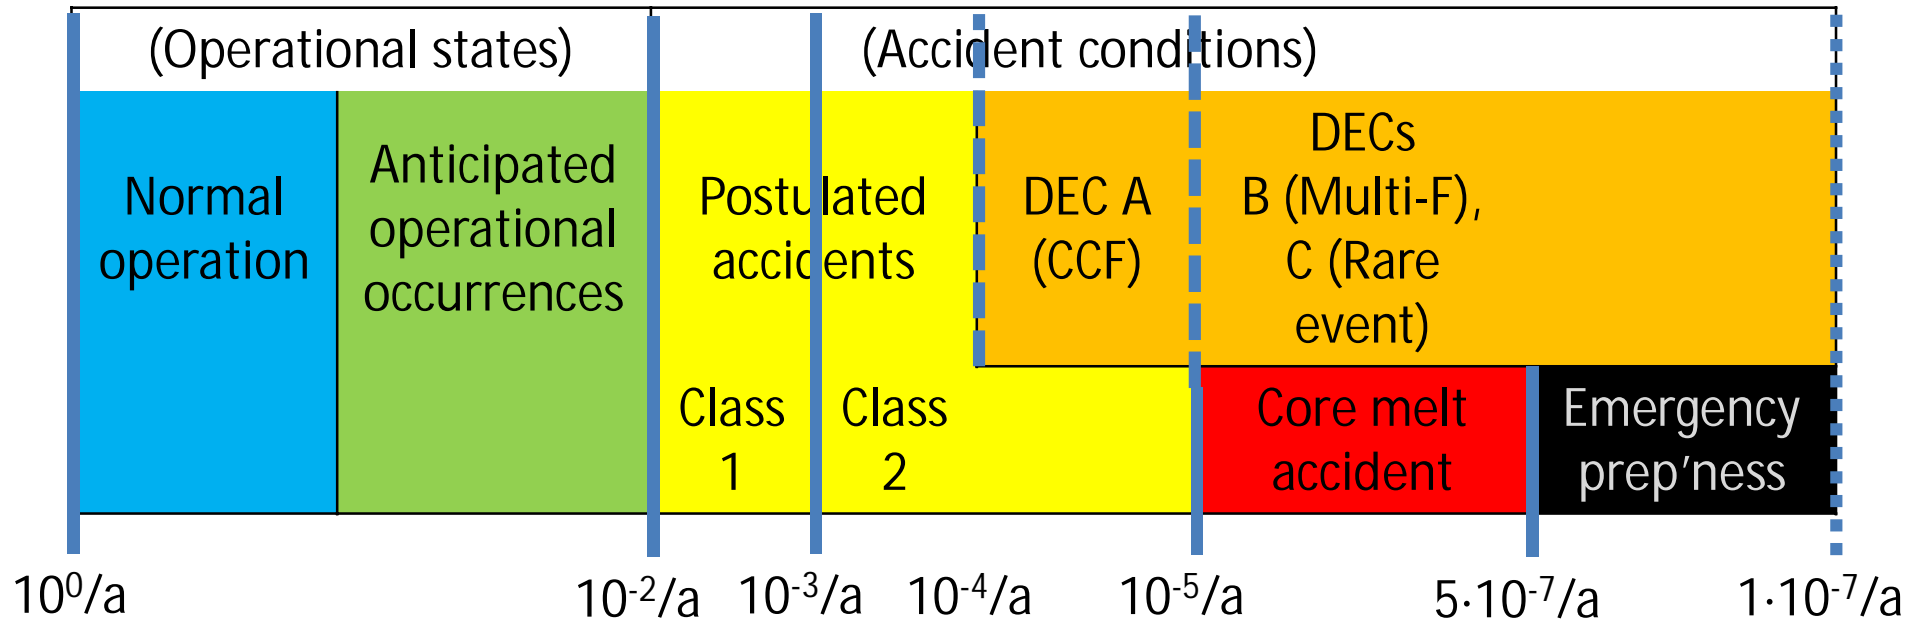 (Operational states)
(Accident conditions)
Normal
operation
Anticipated
operational
occurrences
Postulated
accidents
DEC A
(CCF)
DECs
B (Multi-F),
C (Rare
event)
Class
1
Class
2
Core melt
accident
Emergency
prep’ness
10⁰/a
10⁻²/a
10⁻³/a
10⁻⁴/a
10⁻⁵/a
5·10⁻⁷/a
1·10⁻⁷/a